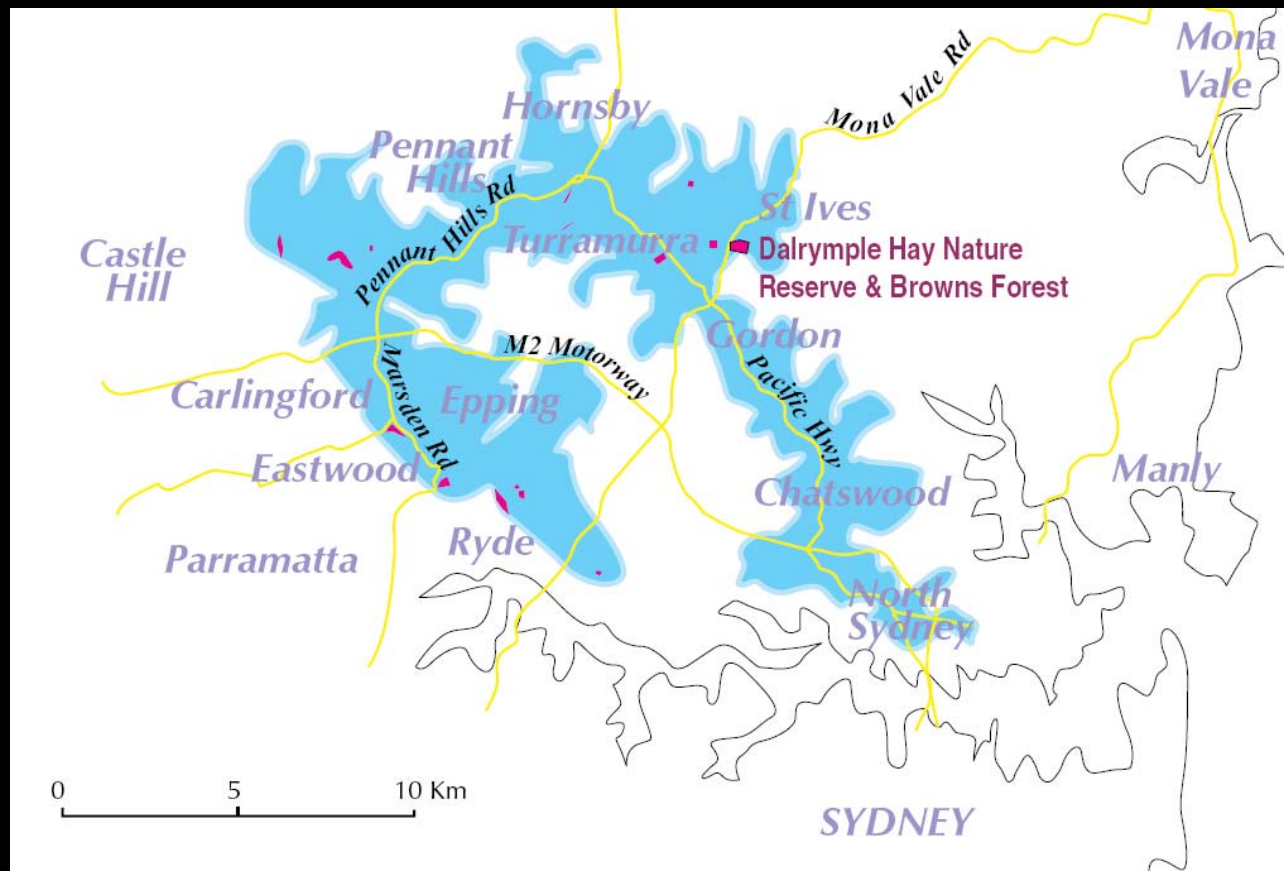 Mona
Vale
Mona Vale Rd
Hornsby
Pennant
Hills
Pennant Hills Rd
St Ives
Turramurra
Dalrymple Hay Nature
Reserve & Browns Forest
Castle
Hill
Gordon
M2 Motorway
Pacific Hwy
Carlingford
Epping
Marsden Rd
Eastwood
Manly
Chatswood
Ryde
Parramatta
North
Sydney
0 5 10 Km
SYDNEY